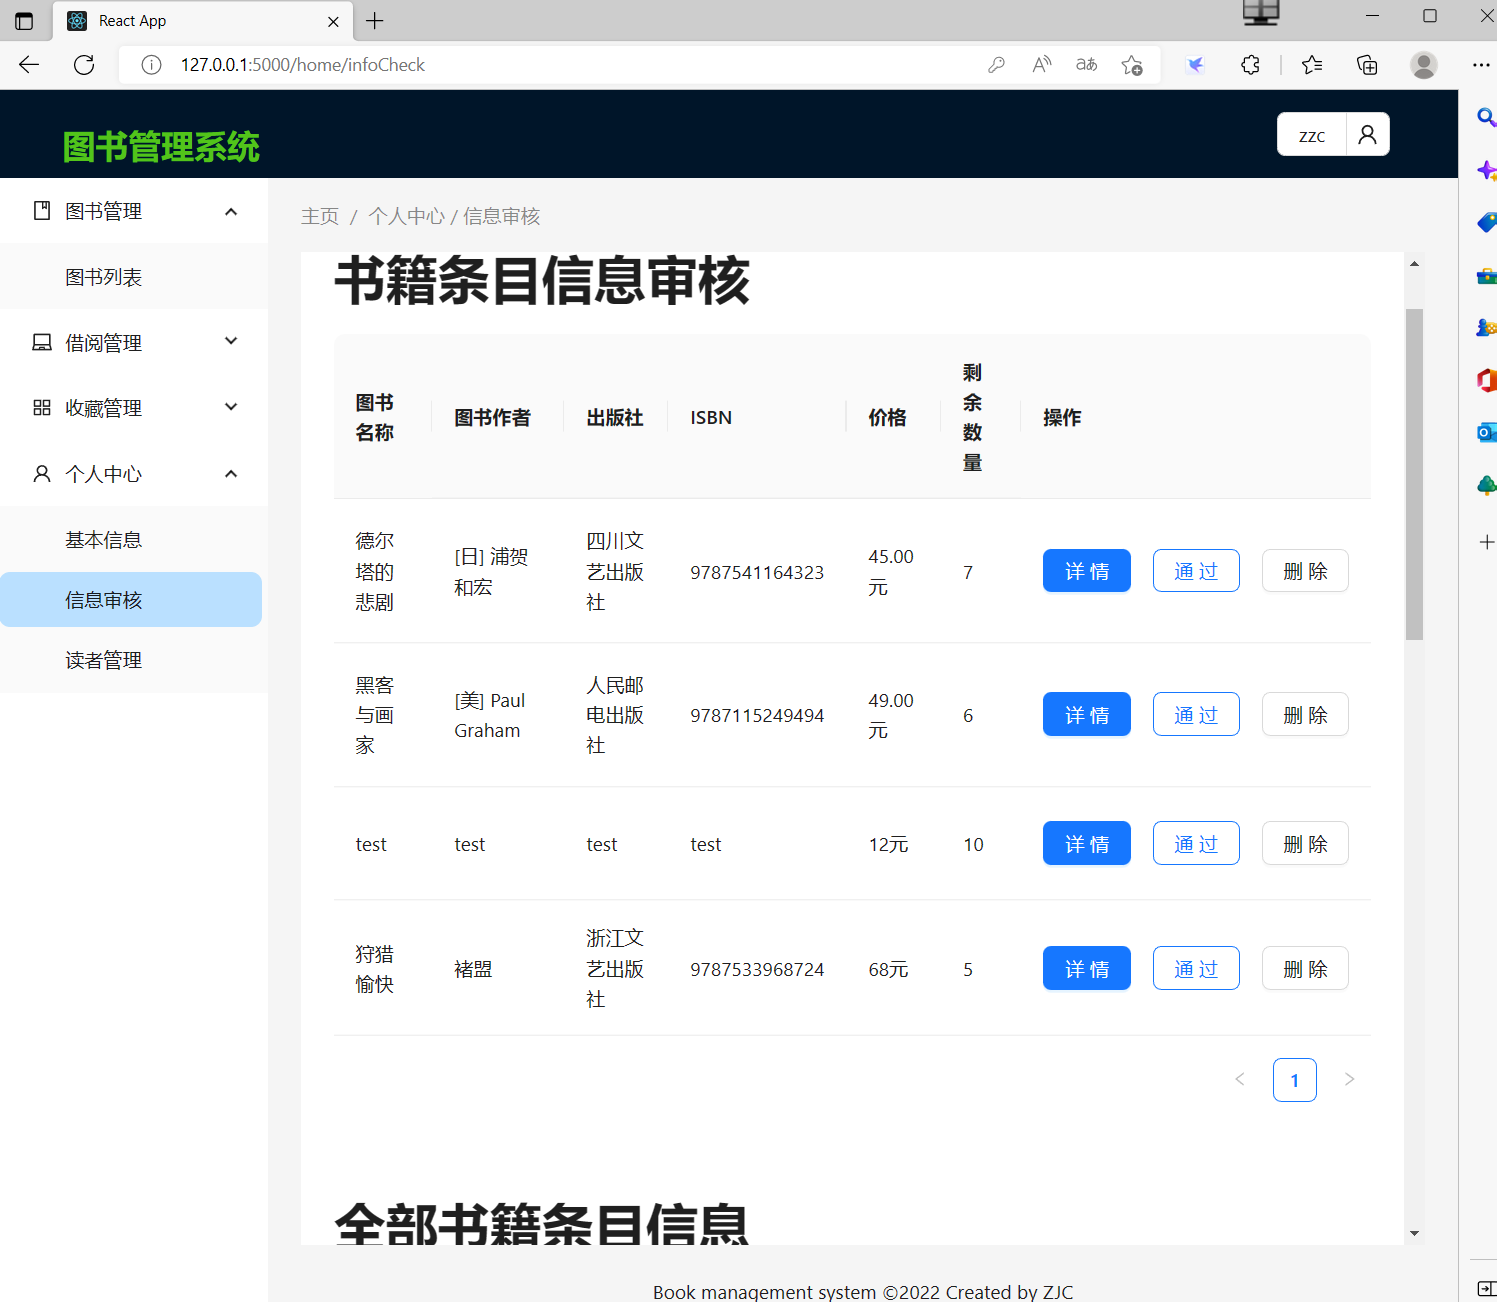 React App
127.0.0.1:5000/home/infoCheck
图书管理系统
zzc
图书管理
图书列表
借阅管理
收藏管理
个人中心
基本信息
信息审核
读者管理
主页 / 个人中心 / 信息审核
书籍条目信息审核
图书
名称
图书作者
出版社
ISBN
价格
剩
余
数
量
操作
德尔
塔的
悲剧
[日] 浦贺
和宏
四川文
艺出版
社
9787541164323
45.00
元
7
详 情
通 过
删 除
黑客
与画
家
[美] Paul
Graham
人民邮
电出版
社
9787115249494
49.00
元
6
详 情
通 过
删 除
test
test
test
test
12元
10
详 情
通 过
删 除
狩猎
愉快
褚盟
浙江文
艺出版
社
9787533968724
68元
5
详 情
通 过
删 除
1
全部书籍条目信息
Book management system ©2022 Created by ZJC